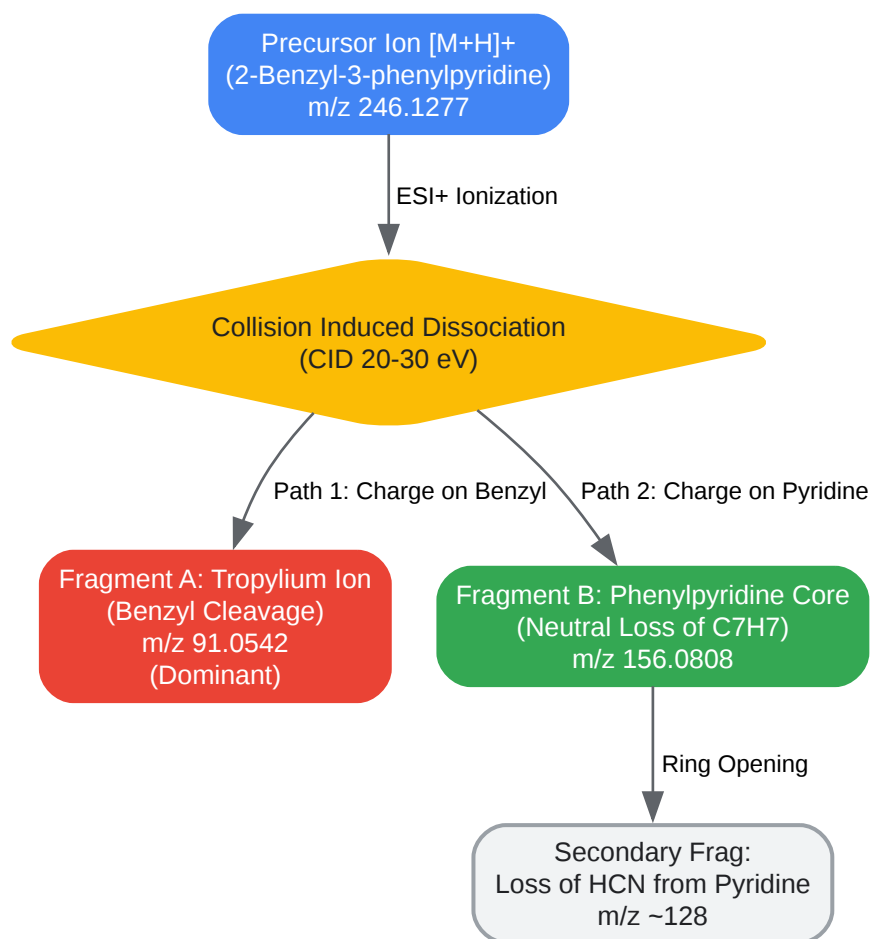 Precursor Ion [M+H]+
(2-Benzyl-3-phenylpyridine)
m/z 246.1277
ESI+ Ionization
Collision Induced Dissociation
(CID 20-30 eV)
Path 1: Charge on Benzyl
Path 2: Charge on Pyridine
Fragment A: Tropylium Ion
(Benzyl Cleavage)
m/z 91.0542
(Dominant)
Fragment B: Phenylpyridine Core
(Neutral Loss of C7H7)
m/z 156.0808
Ring Opening
Secondary Frag:
Loss of HCN from Pyridine
m/z ~128